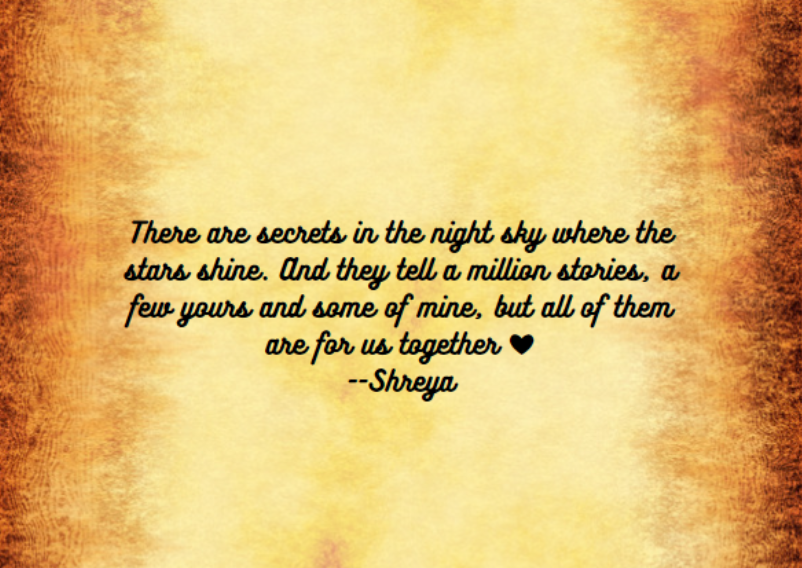 There are secrets in the night sky where the
stars shine. And they tell a million stories, a
few yours and some of mine, but all of them
are for us together ♥
--Shreya